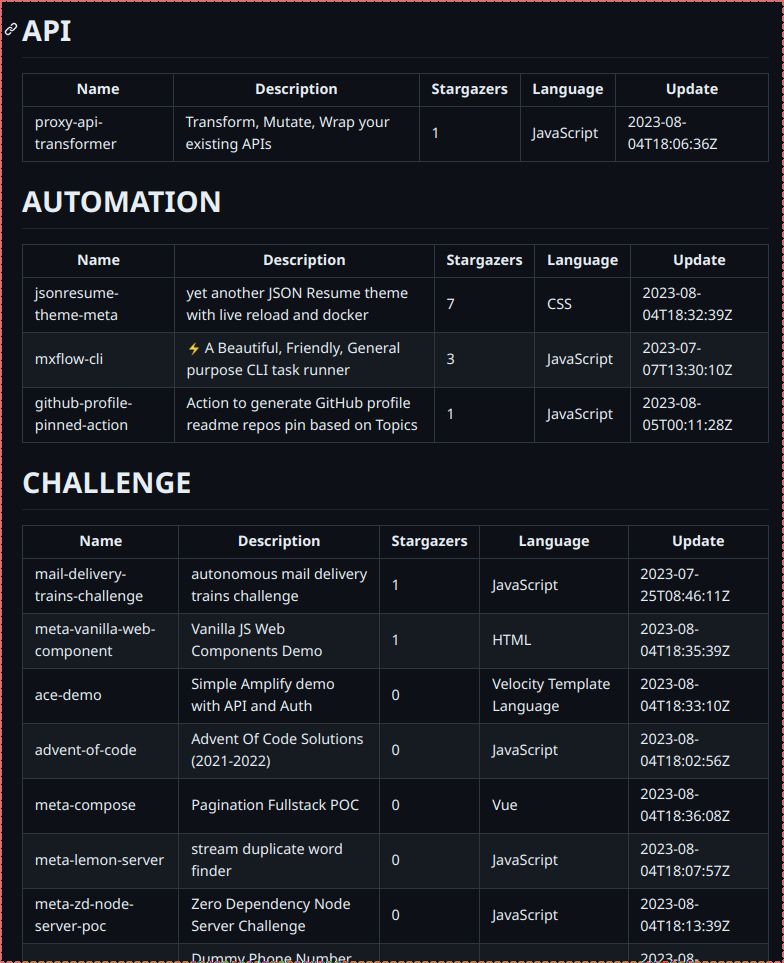 API
Name Description Stargazers Language Update
proxy-api- Transform, Mutate, Wrap your 1 JavaScript 2023-08-
transformer existing APIs 04T18:06:36Z
AUTOMATION
Name Description Stargazers Language Update
jsonresume- yet another JSON Resume theme 7 CSS 2023-08-
theme-meta with live reload and docker 04T18:32:39Z
mxflow-cli ⚡ A Beautiful, Friendly, General 3 JavaScript 2023-07-
purpose CLI task runner 07T13:30:10Z
github-profile- Action to generate GitHub profile 1 JavaScript 2023-08-
pinned-action readme repos pin based on Topics 05T00:11:28Z
CHALLENGE
Name Description Stargazers Language Update
mail-delivery- autonomous mail delivery 1 JavaScript 2023-07-
trains-challenge trains challenge 25T08:46:11Z
meta-vanilla-web- Vanilla JS Web 1 HTML 2023-08-
component Components Demo 04T18:35:39Z
ace-demo Simple Amplify demo 0 Velocity Template 2023-08-
with API and Auth Language 04T18:33:10Z
advent-of-code Advent Of Code Solutions 0 JavaScript 2023-08-
(2021-2022) 04T18:02:56Z
meta-compose Pagination Fullstack POC 0 Vue 2023-08-
04T18:36:08Z
meta-lemon-server stream duplicate word 0 JavaScript 2023-08-
finder 04T18:07:57Z
meta-zd-node- Zero Dependency Node 0 JavaScript 2023-08-
server-poc Server Challenge 04T18:13:39Z
Dummy Phone Number 2023-08-